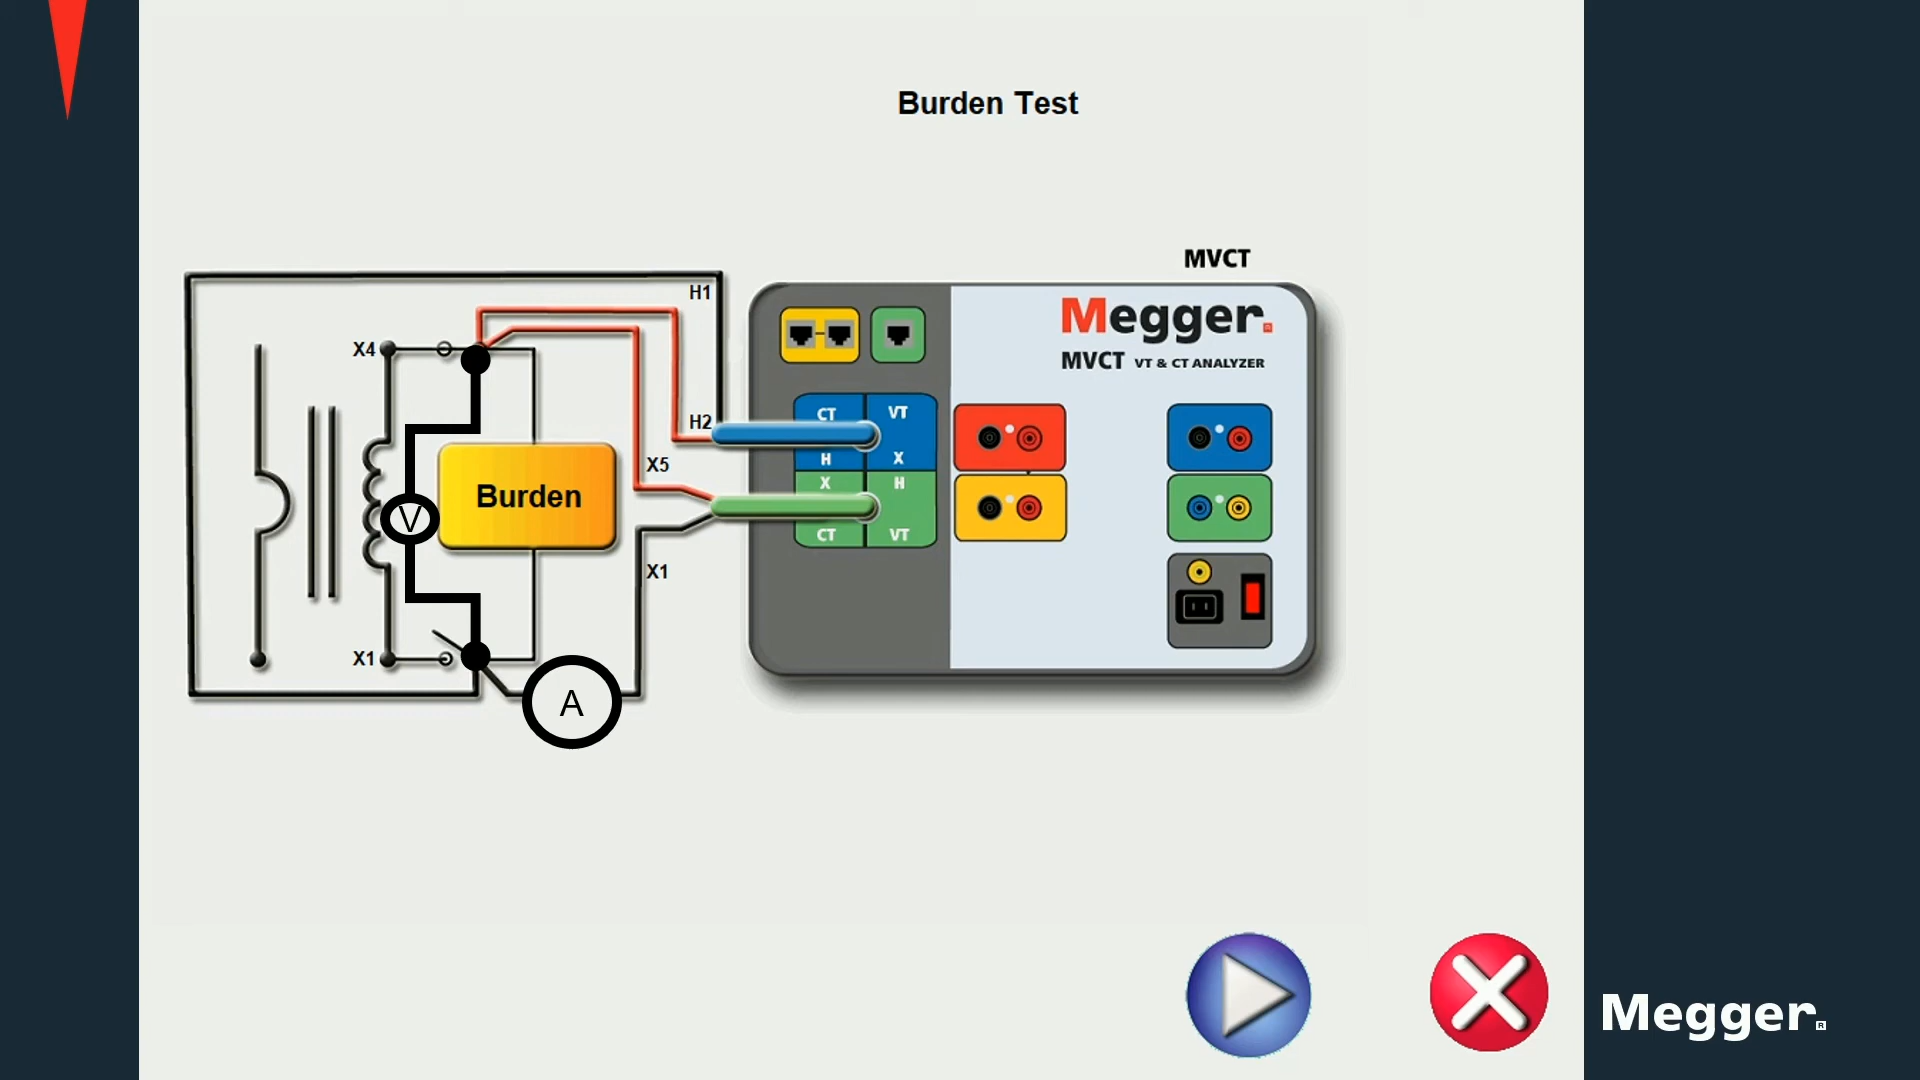 Burden Test
MVCT
H1
Megger.
X4
MVCT VT & CT ANALYZER
H2
CT VT
H X
X5
X H
Burden
V
CT VT
X1
X1
A
Megger.